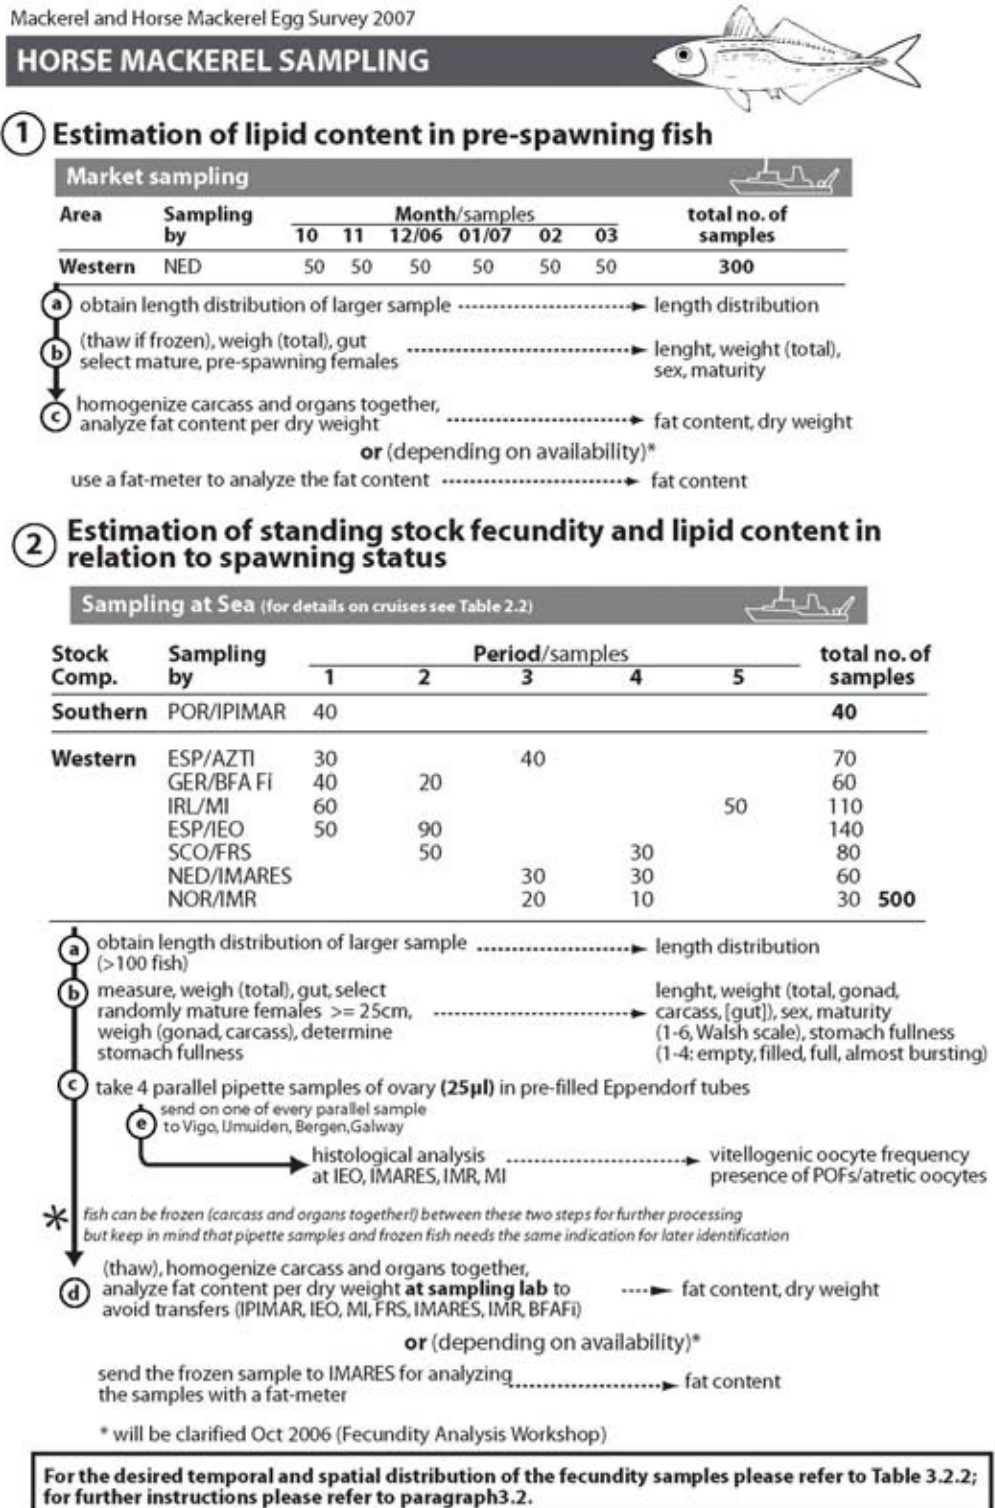 Mackerel and Horse Mackerel Egg Survey 2007
HORSE MACKEREL SAMPLING
1 Estimation of lipid content in pre-spawning fish
Market sampling
Area Sampling by Month/samples total no. of samples
10 11 12/06 01/07 02 03
Western NED 50 50 50 50 50 50 300
a obtain length distribution of larger sample length distribution
b (thaw if frozen), weigh (total), gut
select mature, pre-spawning females
lenght, weight (total),
sex, maturity
c homogenize carcass and organs together,
analyze fat content per dry weight
fat content, dry weight
or (depending on availability)*
use a fat-meter to analyze the fat content fat content
2 Estimation of standing stock fecundity and lipid content in
relation to spawning status
Sampling at Sea (for details on cruises see Table 2.2)
Stock Sampling Period/samples total no. of
Comp. by 1 2 3 4 5 samples
Southern POR/IPIMAR 40 40
Western ESP/AZTI 30 40 70
GER/BFA Fi 40 20 60
IRL/MI 60 50 110
ESP/IEO 50 90 140
SCO/FRS 50 30 80
NED/IMARES 30 30 60
NOR/IMR 20 10 30 500
a obtain length distribution of larger sample length distribution
(>100 fish)
b measure, weigh (total), gut, select
randomly mature females >= 25cm,
weigh (gonad, carcass), determine
stomach fullness
lenght, weight (total, gonad,
carcass, [gut]), sex, maturity
(1-6, Walsh scale), stomach fullness
(1-4: empty, filled, full, almost bursting)
c take 4 parallel pipette samples of ovary (25µl) in pre-filled Eppendorf tubes
e send on one of every parallel sample
to Vigo, IJmuiden, Bergen,Galway
histological analysis
at IEO, IMARES, IMR, MI
vitellogenic oocyte frequency
presence of POFs/atretic oocytes
* fish can be frozen (carcass and organs together!) between these two steps for further processing
but keep in mind that pipette samples and frozen fish needs the same indication for later identification
d (thaw), homogenize carcass and organs together,
analyze fat content per dry weight at sampling lab to
avoid transfers (IPIMAR, IEO, MI, FRS, IMARES, IMR, BFAFi)
fat content, dry weight
or (depending on availability)*
send the frozen sample to IMARES for analyzing
the samples with a fat-meter
fat content
* will be clarified Oct 2006 (Fecundity Analysis Workshop)
For the desired temporal and spatial distribution of the fecundity samples please refer to Table 3.2.2;
for further instructions please refer to paragraph3.2.